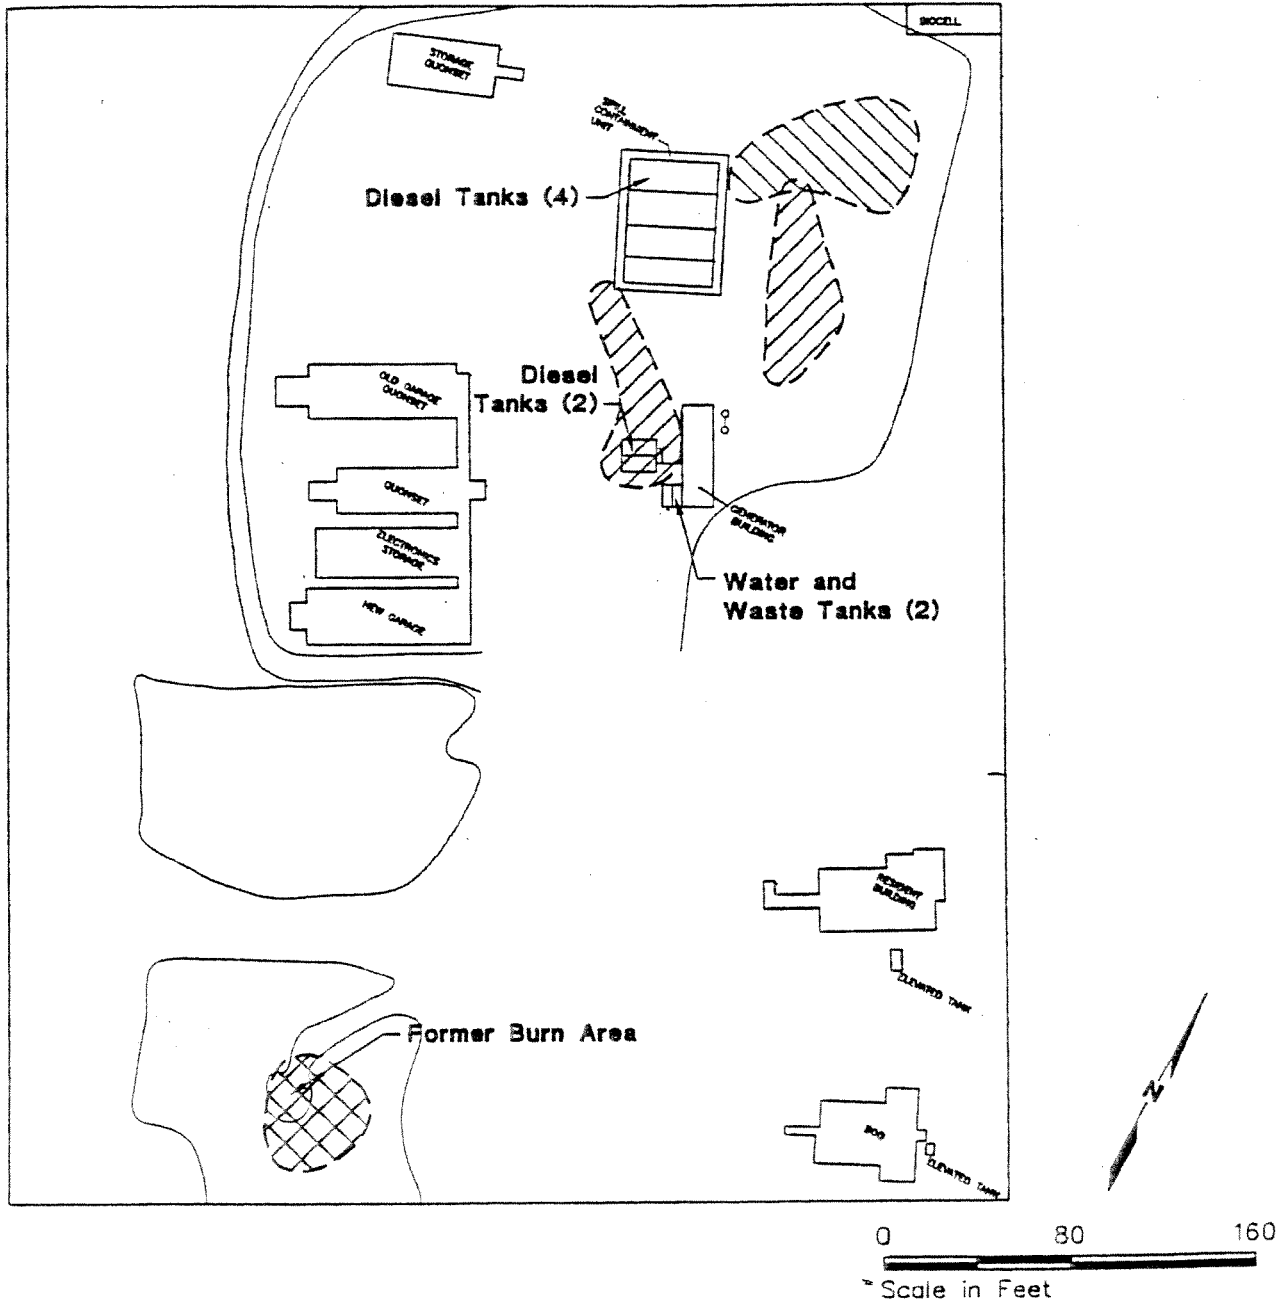 BIOCELL
STORAGE
QUONSET
SPILL
CONTAINMENT
UNIT
Diesel Tanks (4)
Diesel
Tanks (2)
OLD GARAGE
QUONSET
QUONSET
ELECTRONICS
STORAGE
NEW GARAGE
GENERATOR
BUILDING
Water and
Waste Tanks (2)
RESIDENT
BUILDING
ELEVATED TANK
Former Burn Area
BOQ
ELEVATED TANK
N
0 80 160
Scale in Feet